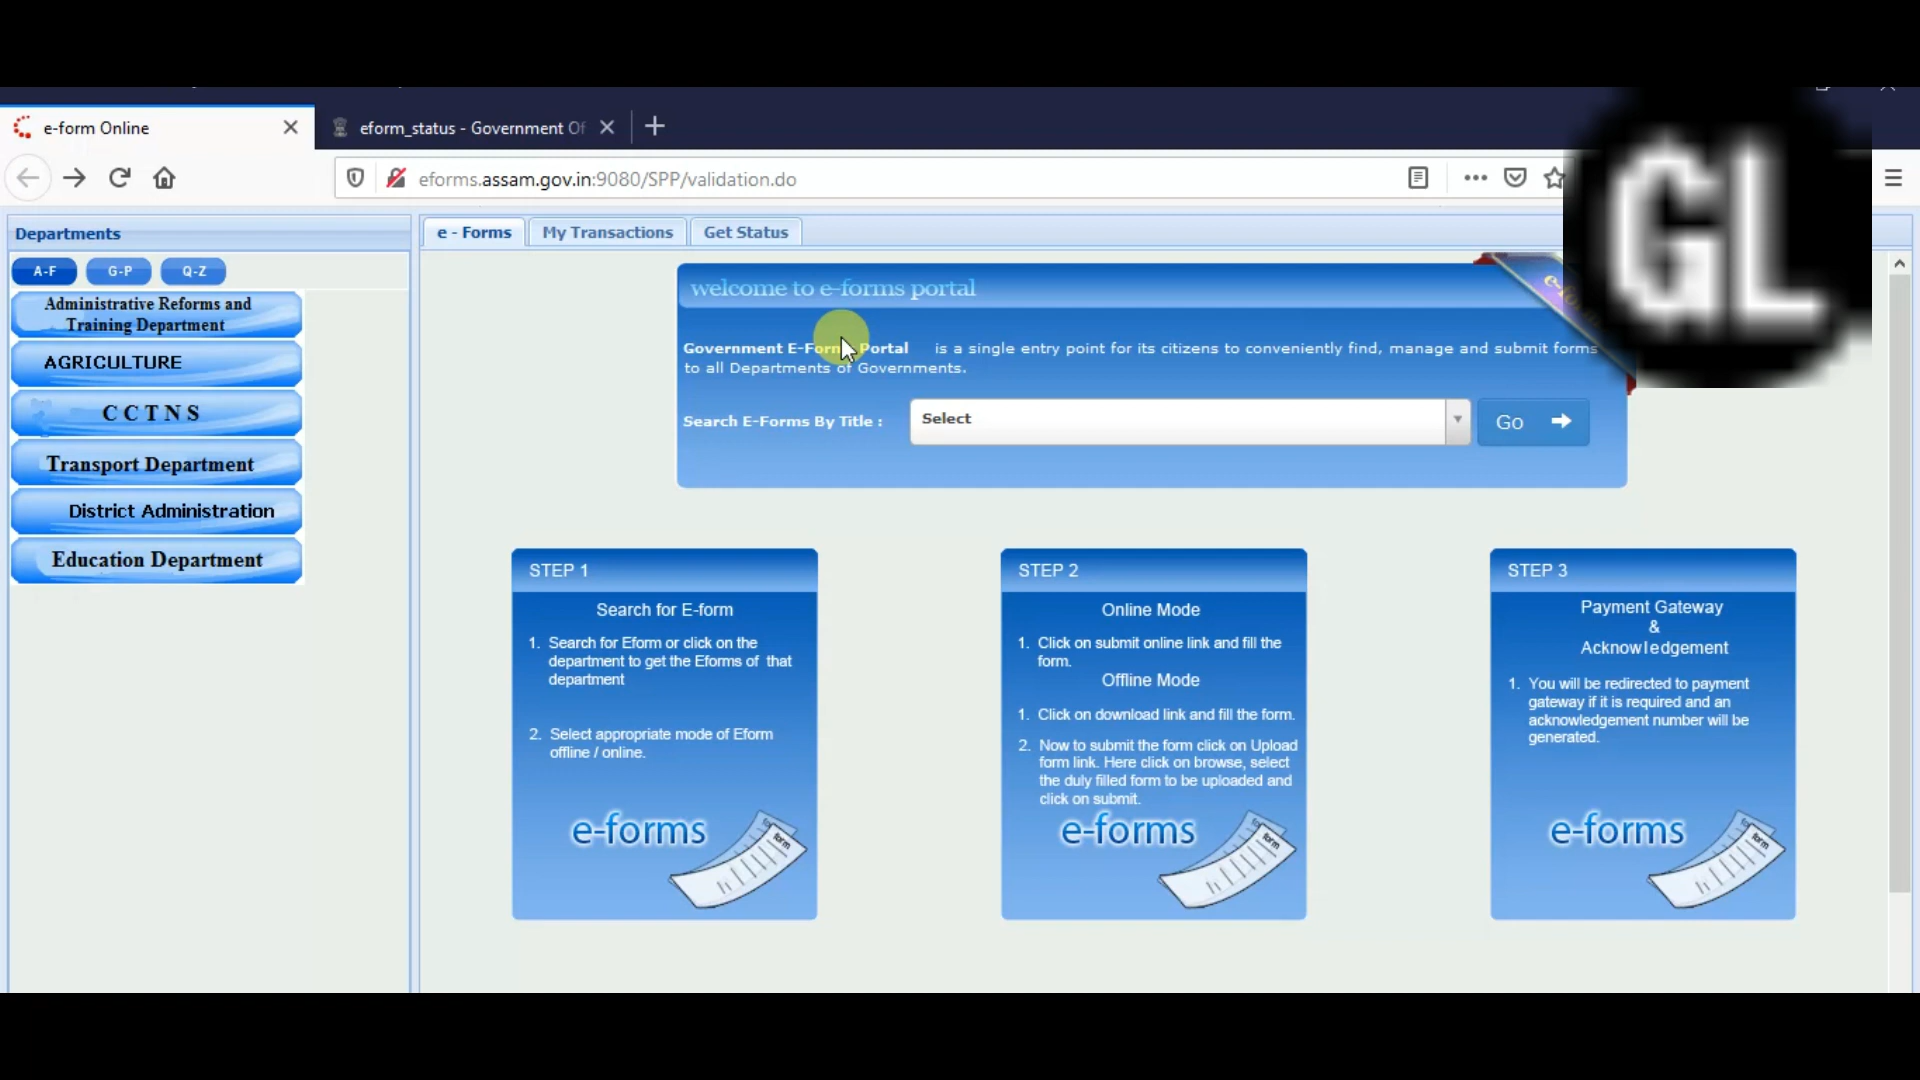 e-form Online
eform_status - Government Of
eforms.assam.gov.in:9080/SPP/validation.do
GL
Departments
A-F
G-P
Q-Z
Administrative Reforms and
Training Department
AGRICULTURE
C C T N S
Transport Department
District Administration
Education Department
e - Forms
My Transactions
Get Status
welcome to e-forms portal
Government E-Form Portal is a single entry point for its citizens to conveniently find, manage and submit forms
to all Departments of Governments.
Search E-Forms By Title :
Select
Go
STEP 1
Search for E-form
1. Search for Eform or click on the
department to get the Eforms of that
department
2. Select appropriate mode of Eform
offline / online.
e-forms
form
STEP 2
Online Mode
1. Click on submit online link and fill the
form.
Offline Mode
1. Click on download link and fill the form.
2. Now to submit the form click on Upload
form link. Here click on browse, select
the duly filled form to be uploaded and
click on submit.
e-forms
form
STEP 3
Payment Gateway
&
Acknowledgement
1. You will be redirected to payment
gateway if it is required and an
acknowledgement number will be
generated.
e-forms
form